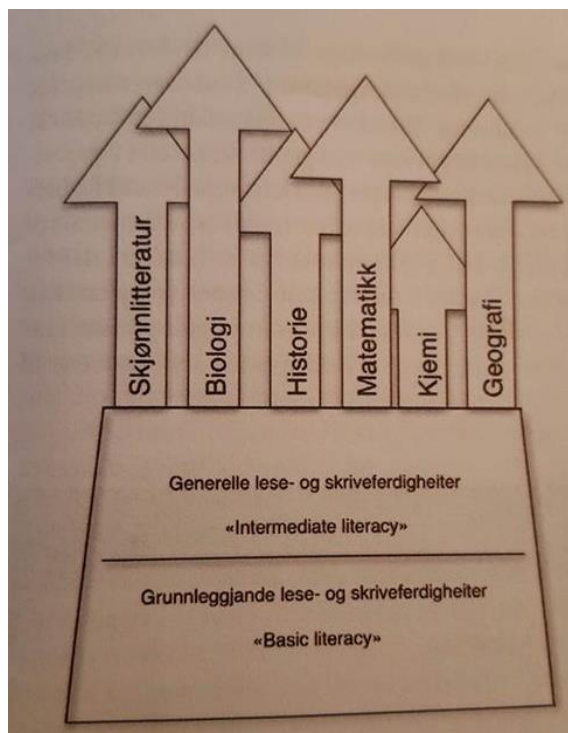 Skjønnlitteratur
Biologi
Historie
Matematikk
Kjemi
Geografi
Generelle lese- og skriveferdigheiter
«Intermediate literacy»
Grunnleggjande lese- og skriveferdigheiter
«Basic literacy»